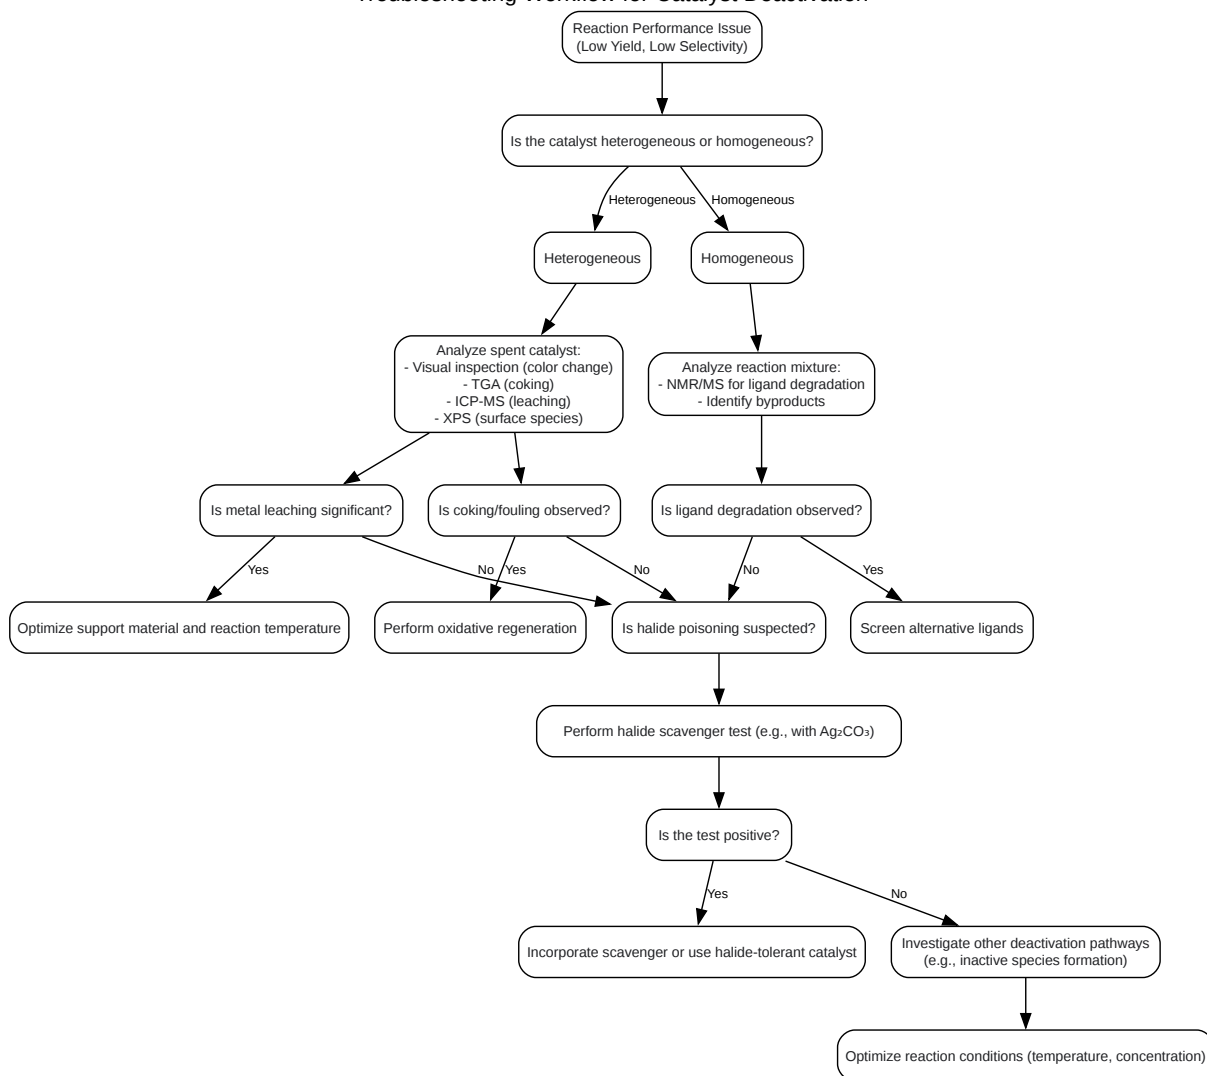 Troubleshooting Workflow for Catalyst Deactivation
Reaction Performance Issue
(Low Yield, Low Selectivity)
Is the catalyst heterogeneous or homogeneous?
Heterogeneous
Homogeneous
Heterogeneous
Homogeneous
Analyze spent catalyst:
- Visual inspection (color change)
- TGA (coking)
- ICP-MS (leaching)
- XPS (surface species)
Analyze reaction mixture:
- NMR/MS for ligand degradation
- Identify byproducts
Is metal leaching significant?
Is coking/fouling observed?
Is ligand degradation observed?
Yes
No
Yes
No
No
Yes
Optimize support material and reaction temperature
Perform oxidative regeneration
Is halide poisoning suspected?
Screen alternative ligands
Perform halide scavenger test (e.g., with Ag₂CO₃)
Is the test positive?
Yes
No
Incorporate scavenger or use halide-tolerant catalyst
Investigate other deactivation pathways
(e.g., inactive species formation)
Optimize reaction conditions (temperature, concentration)